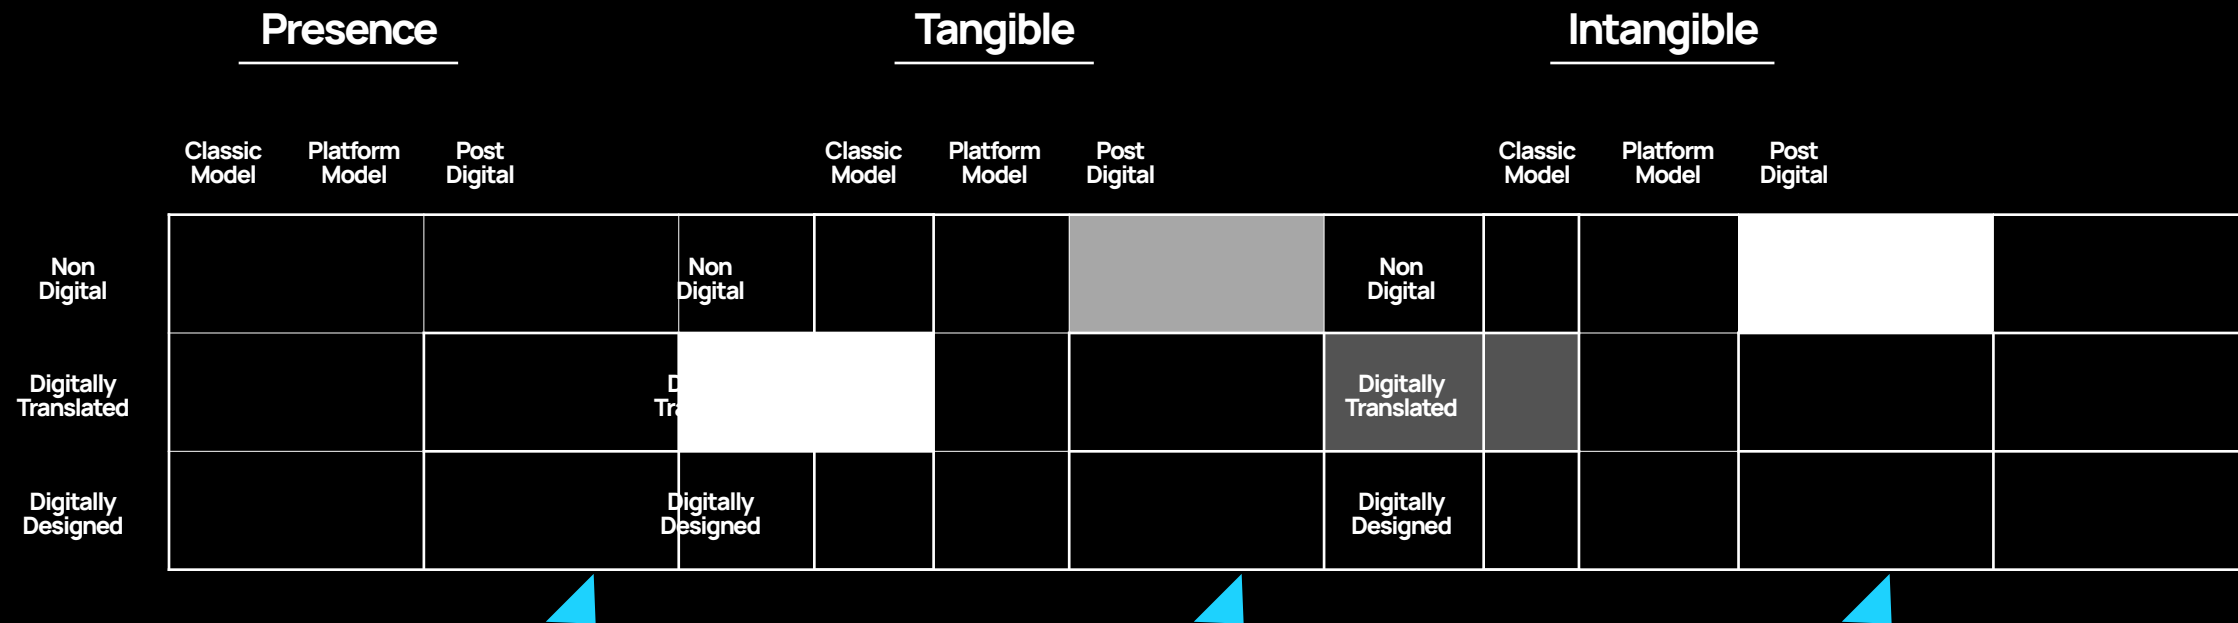 Presence
Tangible
Intangible
Classic
Model
Platform
Model
Post
Digital
Classic
Model
Platform
Model
Post
Digital
Classic
Model
Platform
Model
Post
Digital
Non
Digital
Non
Digital
Non
Digital
Digitally
Translated
D
Tra
Digitally
Translated
Digitally
Designed
Digitally
Designed
Digitally
Designed